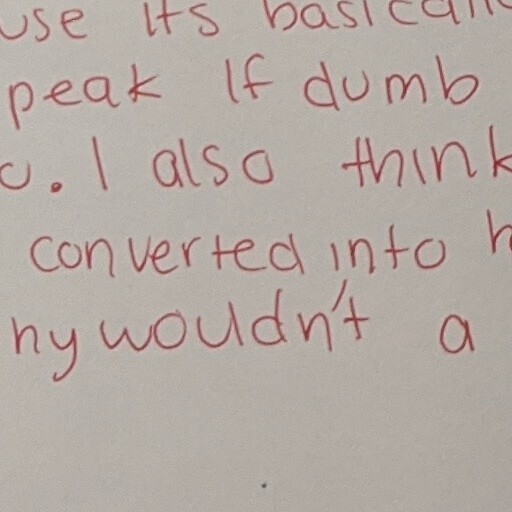 use its basicall
peak If dumb
u. I also think
converted into h
hy wouldn't a